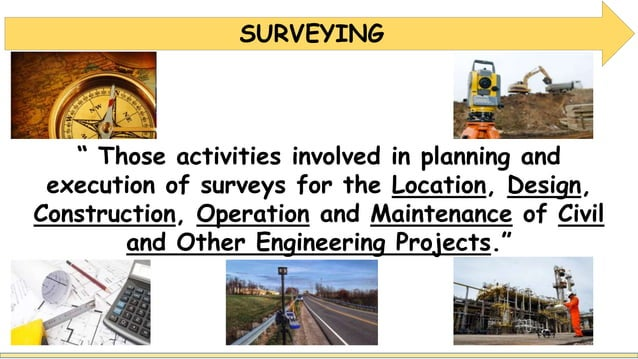 SURVEYING
“ Those activities involved in planning and
execution of surveys for the Location, Design,
Construction, Operation and Maintenance of Civil
and Other Engineering Projects.”